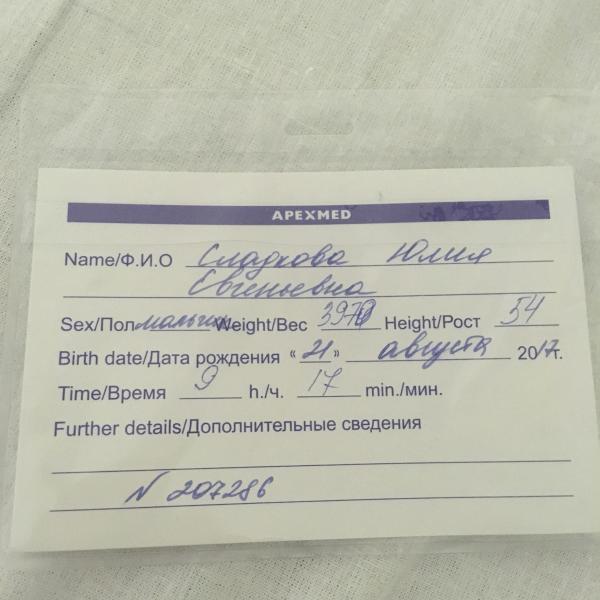 APEXMED
Name/Ф.И.О Сладкова Юлия
Евгеньевна
Sex/Пол мальчик Weight/Вес 3970 Height/Рост 54
Birth date/Дата рождения «21» августа 2017г.
Time/Время 9 h./ч. 17 min./мин.
Further details/Дополнительные сведения
N 207286